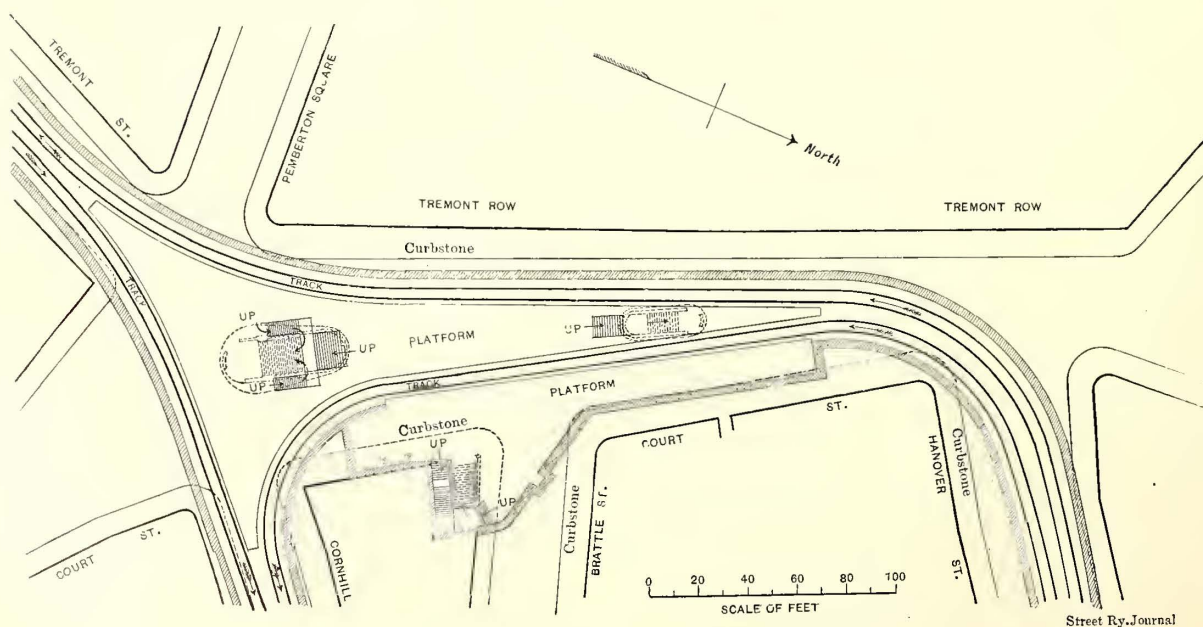 TREMONT
ST.
PEMBERTON SQUARE
North
TREMONT ROW
TREMONT ROW
Curbstone
TRACK
TRACK
UP
UP
UP
PLATFORM
UP
TRACK
PLATFORM
Curbstone
UP
UP
COURT
ST.
HANOVER
ST.
Curbstone
Curbstone
BRATTLE ST.
CORNHILL
COURT
ST.
0 20 40 60 80 100
SCALE OF FEET
Street Ry. Journal